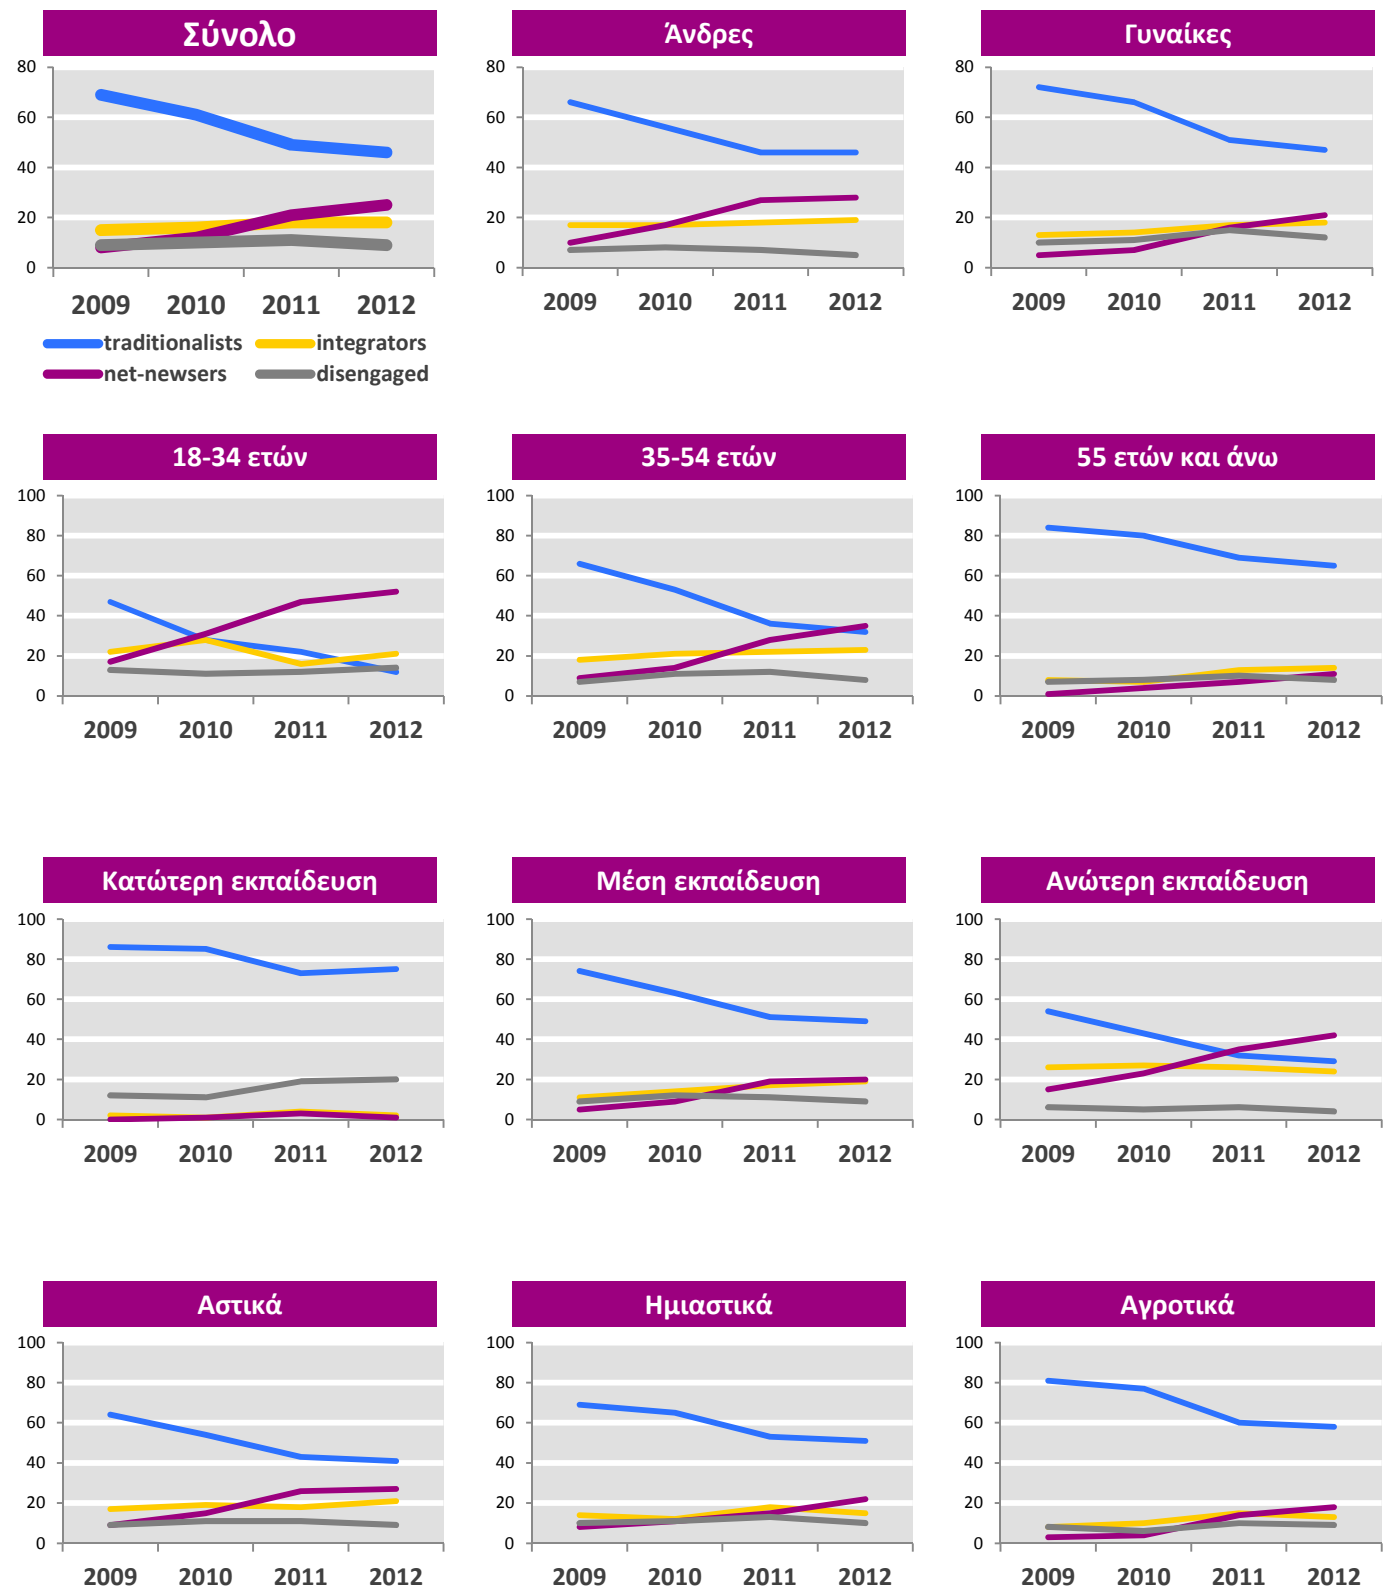 Σύνολο
80
60
40
20
0
2009 2010 2011 2012
traditionalists integrators
net-newsers disengaged
Άνδρες
80
60
40
20
0
2009 2010 2011 2012
Γυναίκες
80
60
40
20
0
2009 2010 2011 2012
18-34 ετών
100
80
60
40
20
0
2009 2010 2011 2012
35-54 ετών
100
80
60
40
20
0
2009 2010 2011 2012
55 ετών και άνω
100
80
60
40
20
0
2009 2010 2011 2012
Κατώτερη εκπαίδευση
100
80
60
40
20
0
2009 2010 2011 2012
Μέση εκπαίδευση
100
80
60
40
20
0
2009 2010 2011 2012
Ανώτερη εκπαίδευση
100
80
60
40
20
0
2009 2010 2011 2012
Αστικά
100
80
60
40
20
0
2009 2010 2011 2012
Ημιαστικά
100
80
60
40
20
0
2009 2010 2011 2012
Αγροτικά
100
80
60
40
20
0
2009 2010 2011 2012